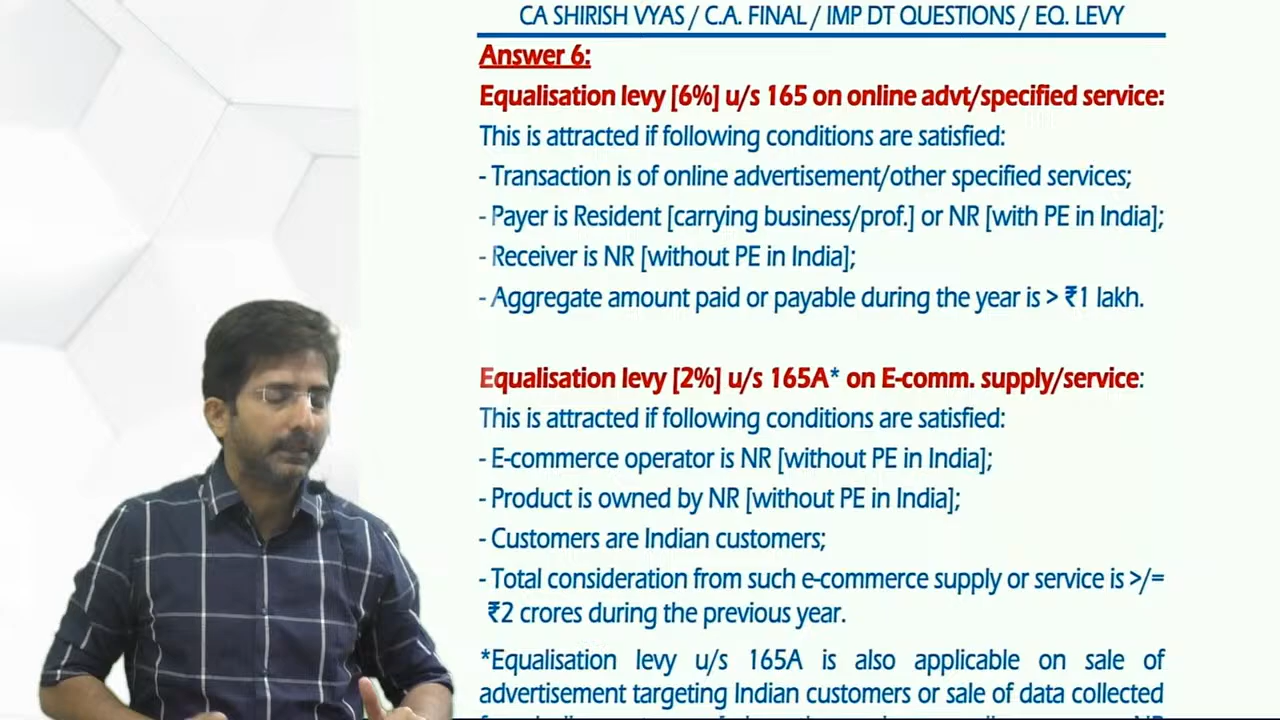 CA SHIRISH VYAS / C.A. FINAL / IMP DT QUESTIONS / EQ. LEVY
Answer 6:
Equalisation levy [6%] u/s 165 on online advt/specified service:
This is attracted if following conditions are satisfied:
- Transaction is of online advertisement/other specified services;
- Payer is Resident [carrying business/prof.] or NR [with PE in India];
- Receiver is NR [without PE in India];
- Aggregate amount paid or payable during the year is > ₹1 lakh.
Equalisation levy [2%] u/s 165A* on E-comm. supply/service:
This is attracted if following conditions are satisfied:
- E-commerce operator is NR [without PE in India];
- Product is owned by NR [without PE in India];
- Customers are Indian customers;
- Total consideration from such e-commerce supply or service is >/=
₹2 crores during the previous year.
*Equalisation levy u/s 165A is also applicable on sale of
advertisement targeting Indian customers or sale of data collected